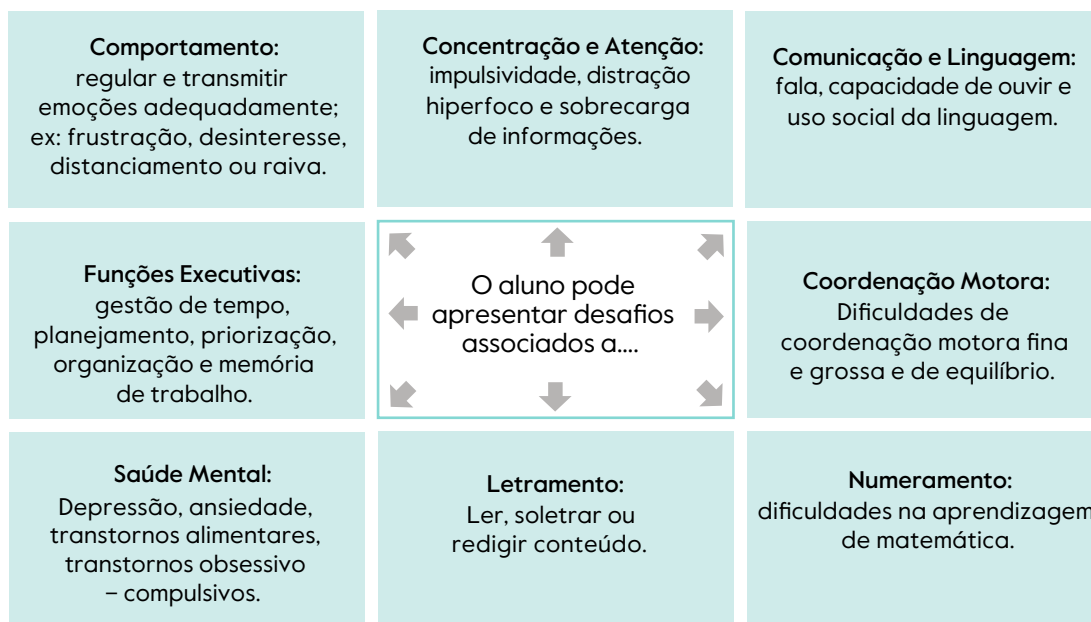 Comportamento:
regular e transmitir
emoções adequadamente;
ex: frustração, desinteresse,
distanciamento ou raiva.
Concentração e Atenção:
impulsividade, distração
hiperfoco e sobrecarga
de informações.
Comunicação e Linguagem:
fala, capacidade de ouvir e
uso social da linguagem.
Funções Executivas:
gestão de tempo,
planejamento, priorização,
organização e memória
de trabalho.
O aluno pode
apresentar desafios
associados a....
Coordenação Motora:
Dificuldades de
coordenação motora fina
e grossa e de equilíbrio.
Saúde Mental:
Depressão, ansiedade,
transtornos alimentares,
transtornos obsessivo
– compulsivos.
Letramento:
Ler, soletrar ou
redigir conteúdo.
Numeramento:
dificuldades na aprendizagem
de matemática.